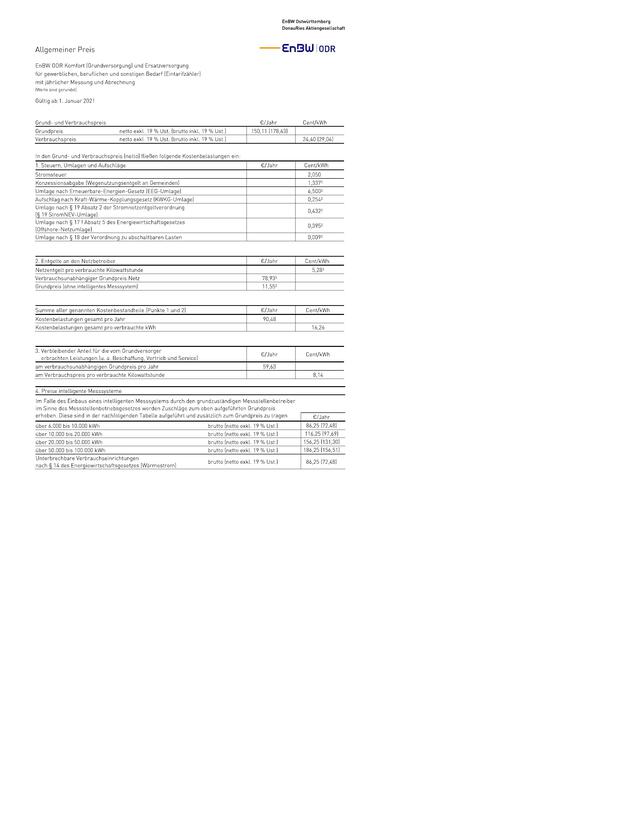 EnBW Ostwürttemberg
DonauRies Aktiengesellschaft
Allgemeiner Preis
EnBW ODR
EnBW ODR Komfort (Grundversorgung) und Ersatzversorgung
für gewerblichen, beruflichen und sonstigen Bedarf (Eintarifzähler)
mit jährlicher Messung und Abrechnung
(Werte sind gerundet)
Gültig ab 1. Januar 2021
Grund- und Verbrauchspreis €/Jahr Cent/kWh
Grundpreis netto exkl. 19 % Ust. (brutto inkl. 19 % Ust.) 150,11 (178,63)
Verbrauchspreis netto exkl. 19 % Ust. (brutto inkl. 19 % Ust.) 24,40 (29,04)
In den Grund- und Verbrauchspreis (netto) fließen folgende Kostenbelastungen ein:
1. Steuern, Umlagen und Aufschläge €/Jahr Cent/kWh
Stromsteuer 2,050
Konzessionsabgabe (Wegenutzungsentgelt an Gemeinden) 1,337
Umlage nach Erneuerbare-Energien-Gesetz (EEG-Umlage) 6,500
Aufschlag nach Kraft-Wärme-Kopplungsgesetz (KWKG-Umlage) 0,254
Umlage nach § 19 Absatz 2 der Stromnetzentgeltverordnung
(§ 19 StromNEV-Umlage) 0,432
Umlage nach § 17 f Absatz 5 des Energiewirtschaftsgesetzes
(Offshore-Netzumlage) 0,395
Umlage nach § 18 der Verordnung zu abschaltbaren Lasten 0,009
2. Entgelte an den Netzbetreiber €/Jahr Cent/kWh
Netzentgelt pro verbrauchte Kilowattstunde 5,28
Verbrauchsunabhängiger Grundpreis Netz 78,93
Grundpreis (ohne intelligentes Messsystem) 11,55
Summe aller genannten Kostenbestandteile (Punkte 1 und 2) €/Jahr Cent/kWh
Kostenbelastungen gesamt pro Jahr 90,48
Kostenbelastungen gesamt pro verbrauchte kWh 16,26
3. Verbleibender Anteil für die vom Grundversorger
erbrachten Leistungen (u. a. Beschaffung, Vertrieb und Service) €/Jahr Cent/kWh
am verbrauchsunabhängigen Grundpreis pro Jahr 59,63
am Verbrauchspreis pro verbrauchte Kilowattstunde 8,14
4. Preise intelligente Messsysteme
Im Falle des Einbaus eines intelligenten Messsystems durch den grundzuständigen Messstellenbetreiber
im Sinne des Messstellenbetriebsgesetzes werden Zuschläge zum oben aufgeführten Grundpreis
erhoben. Diese sind in der nachfolgenden Tabelle aufgeführt und zusätzlich zum Grundpreis zu tragen €/Jahr
über 6.000 bis 10.000 kWh brutto (netto exkl. 19 % Ust.) 86,25 (72,48)
über 10.000 bis 20.000 kWh brutto (netto exkl. 19 % Ust.) 116,25 (97,69)
über 20.000 bis 50.000 kWh brutto (netto exkl. 19 % Ust.) 156,25 (131,30)
über 50.000 bis 100.000 kWh brutto (netto exkl. 19 % Ust.) 186,25 (156,51)
Unterbrechbare Verbrauchseinrichtungen
nach § 14 des Energiewirtschaftsgesetzes (Wärmestrom) brutto (netto exkl. 19 % Ust.) 86,25 (72,48)